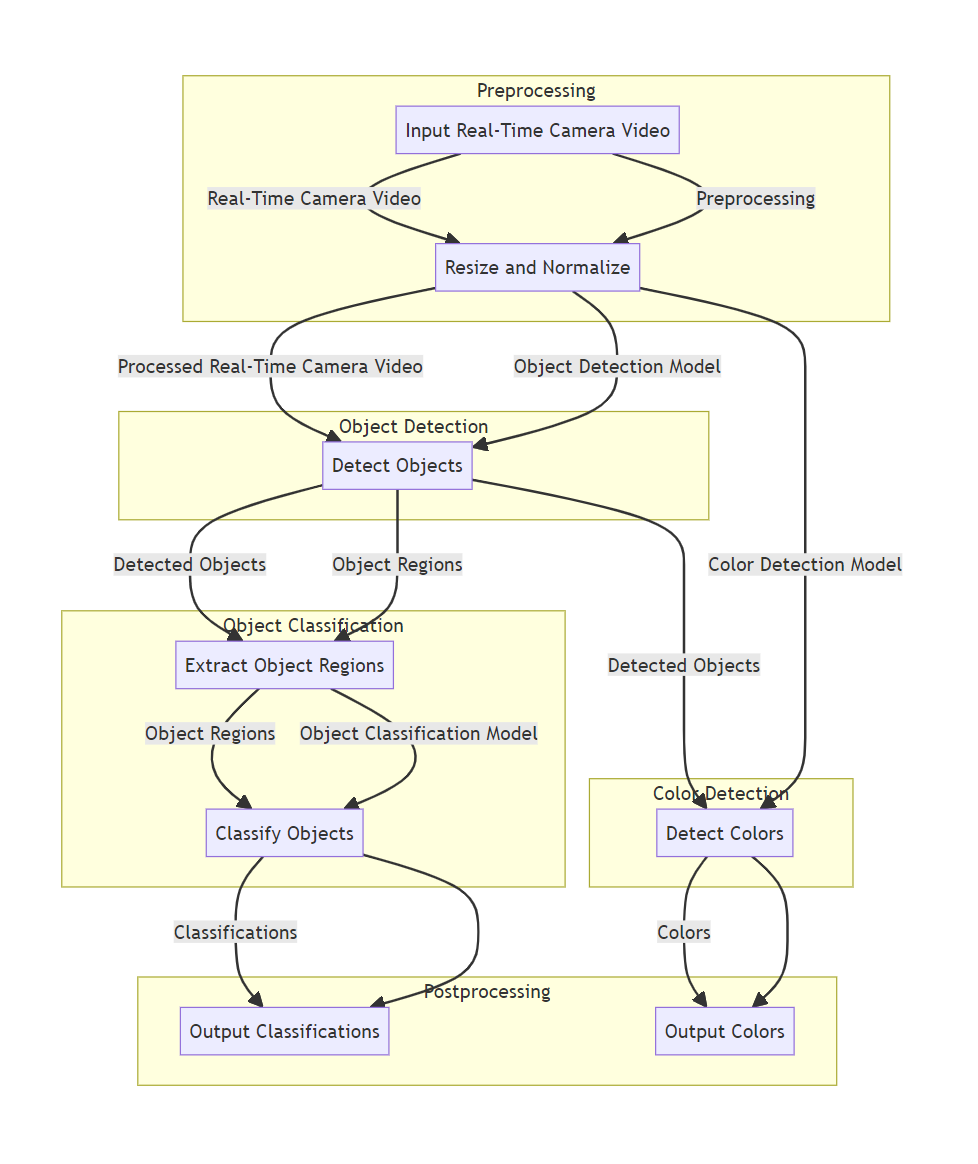 Preprocessing
Input Real-Time Camera Video
Real-Time Camera Video
Preprocessing
Resize and Normalize
Processed Real-Time Camera Video
Object Detection Model
Object Detection
Detect Objects
Detected Objects
Object Regions
Color Detection Model
Object Classification
Extract Object Regions
Detected Objects
Object Regions
Object Classification Model
Color Detection
Classify Objects
Detect Colors
Classifications
Colors
Postprocessing
Output Classifications
Output Colors